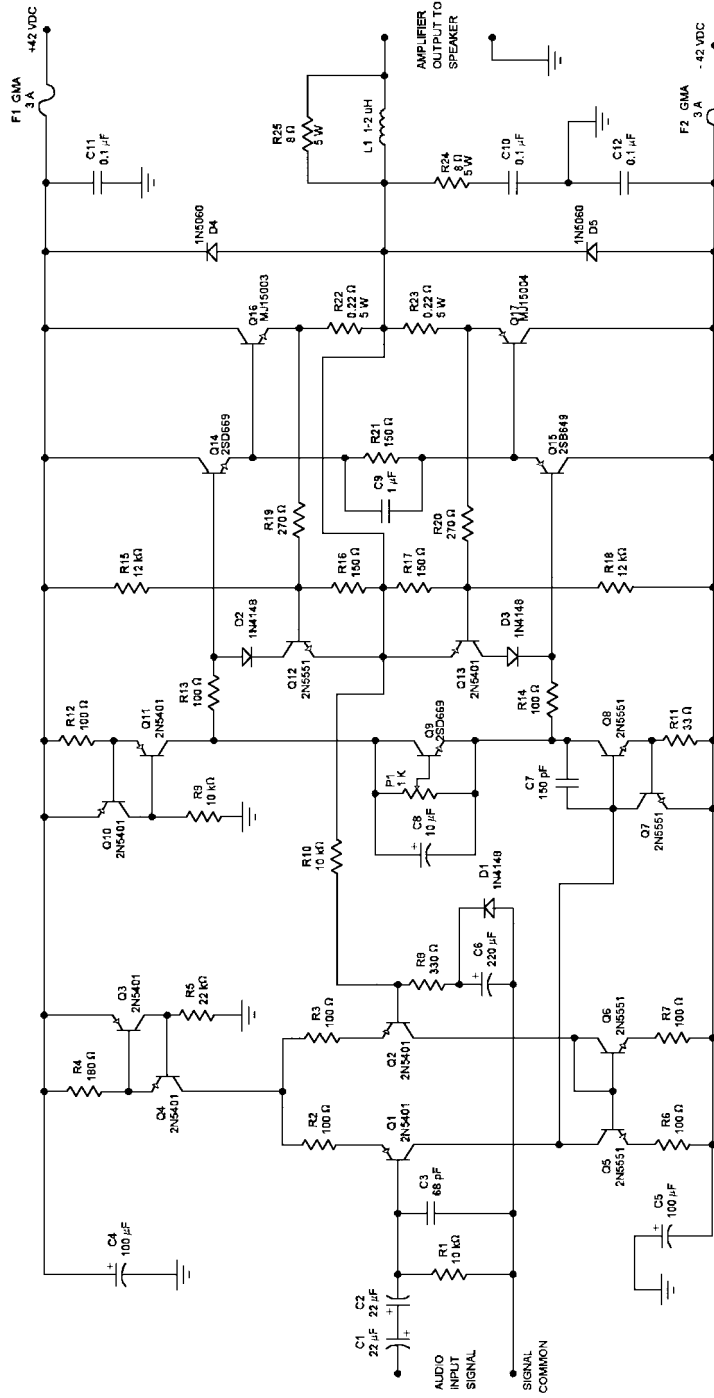 AUDIO
INPUT
SIGNAL
SIGNAL
COMMON
C1
22 µF
C2
22 µF
R1
10 kΩ
C3
68 pF
C4
100 µF
C5
100 µF
Q1
2N5401
R2
100 Ω
R3
100 Ω
Q2
2N5401
R4
180 Ω
Q3
2N5401
Q4
2N5401
R5
22 kΩ
Q5
2N5551
Q6
2N5551
R6
100 Ω
R7
100 Ω
R8
330 Ω
C6
220 µF
D1
1N4148
R10
10 kΩ
Q10
2N5401
R9
10 kΩ
R12
100 Ω
Q11
2N5401
C8
10 µF
P1
1 K
Q9
2SD669
C7
150 pF
Q7
2N5551
Q8
2N5551
R11
33 Ω
R13
100 Ω
R14
100 Ω
D2
1N4148
Q12
2N5551
Q13
2N5401
D3
1N4148
R15
12 kΩ
R16
150 Ω
R17
150 Ω
R18
12 kΩ
R19
270 Ω
R20
270 Ω
Q14
2SD669
C9
1 µF
R21
150 Ω
Q15
2SB649
Q16
MJ15003
R22
0.22 Ω
5 W
R23
0.22 Ω
5 W
Q17
MJ15004
1N5060
D4
1N5060
D5
C11
0.1 µF
R25
8 Ω
5 W
L1 1-2 uH
R24
8 Ω
5 W
C10
0.1 µF
C12
0.1 µF
F1 GMA
3 A
+42 VDC
AMPLIFIER
OUTPUT TO
SPEAKER
F2 GMA
3 A
- 42 VDC